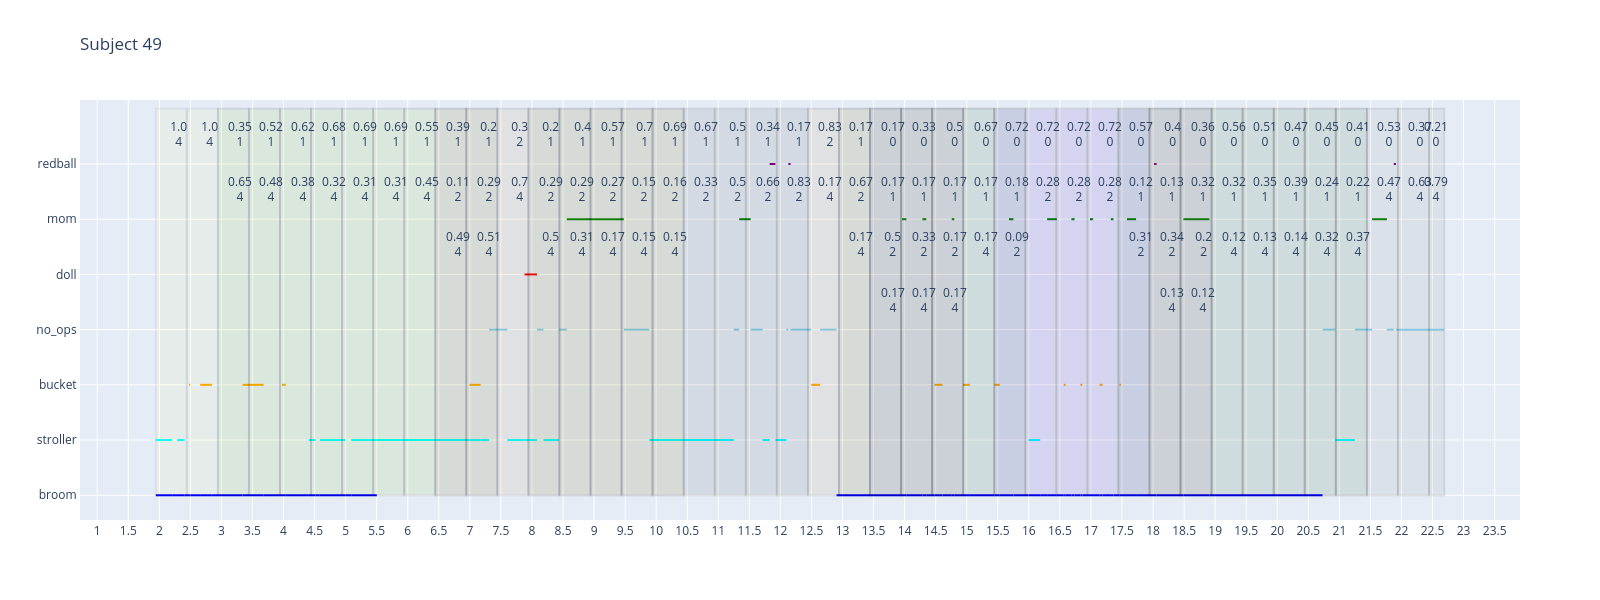 Subject 49
1.0 1.0 0.35 0.52 0.62 0.68 0.69 0.69 0.55 0.39 0.2 0.3 0.2 0.4 0.57 0.7 0.69 0.67 0.5 0.34 0.17 0.83 0.17 0.17 0.33 0.5 0.67 0.72 0.72 0.72 0.72 0.57 0.4 0.36 0.56 0.51 0.47 0.45 0.41 0.53 0.37 0.21
4 4 1 1 1 1 1 1 1 1 1 2 1 1 1 1 1 1 1 1 1 2 1 0 0 0 0 0 0 0 0 0 0 0 0 0 0 0 0 0 0 0
redball
0.65 0.48 0.38 0.32 0.31 0.31 0.45 0.11 0.29 0.7 0.29 0.29 0.27 0.15 0.16 0.33 0.5 0.66 0.83 0.17 0.67 0.17 0.17 0.17 0.17 0.18 0.28 0.28 0.28 0.12 0.13 0.32 0.32 0.35 0.39 0.24 0.22 0.47 0.63 0.79
4 4 4 4 4 4 4 2 2 4 2 2 2 2 2 2 2 2 2 4 2 1 1 1 1 1 2 2 2 1 1 1 1 1 1 1 1 4 4 4
mom
0.49 0.51 0.5 0.31 0.17 0.15 0.15 0.17 0.5 0.33 0.17 0.17 0.09 0.31 0.34 0.2 0.12 0.13 0.14 0.32 0.37
4 4 4 4 4 4 4 4 2 2 2 4 2 2 2 2 4 4 4 4 4
doll
0.17 0.17 0.17 0.13 0.12
4 4 4 4 4
no_ops
bucket
stroller
broom
1 1.5 2 2.5 3 3.5 4 4.5 5 5.5 6 6.5 7 7.5 8 8.5 9 9.5 10 10.5 11 11.5 12 12.5 13 13.5 14 14.5 15 15.5 16 16.5 17 17.5 18 18.5 19 19.5 20 20.5 21 21.5 22 22.5 23 23.5